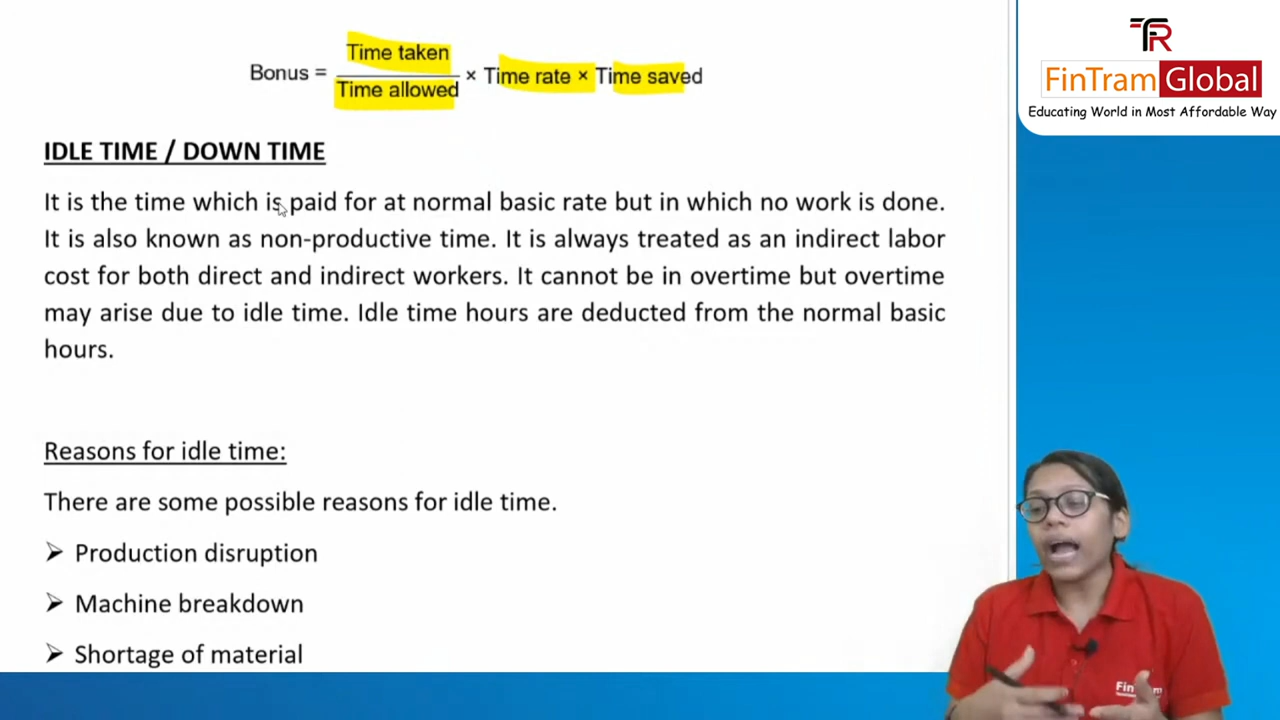 Bonus = Time taken / Time allowed × Time rate × Time saved
IDLE TIME / DOWN TIME
It is the time which is paid for at normal basic rate but in which no work is done.
It is also known as non-productive time. It is always treated as an indirect labor
cost for both direct and indirect workers. It cannot be in overtime but overtime
may arise due to idle time. Idle time hours are deducted from the normal basic
hours.
Reasons for idle time:
There are some possible reasons for idle time.
➢ Production disruption
➢ Machine breakdown
➢ Shortage of material
FinTram Global
Educating World in Most Affordable Way